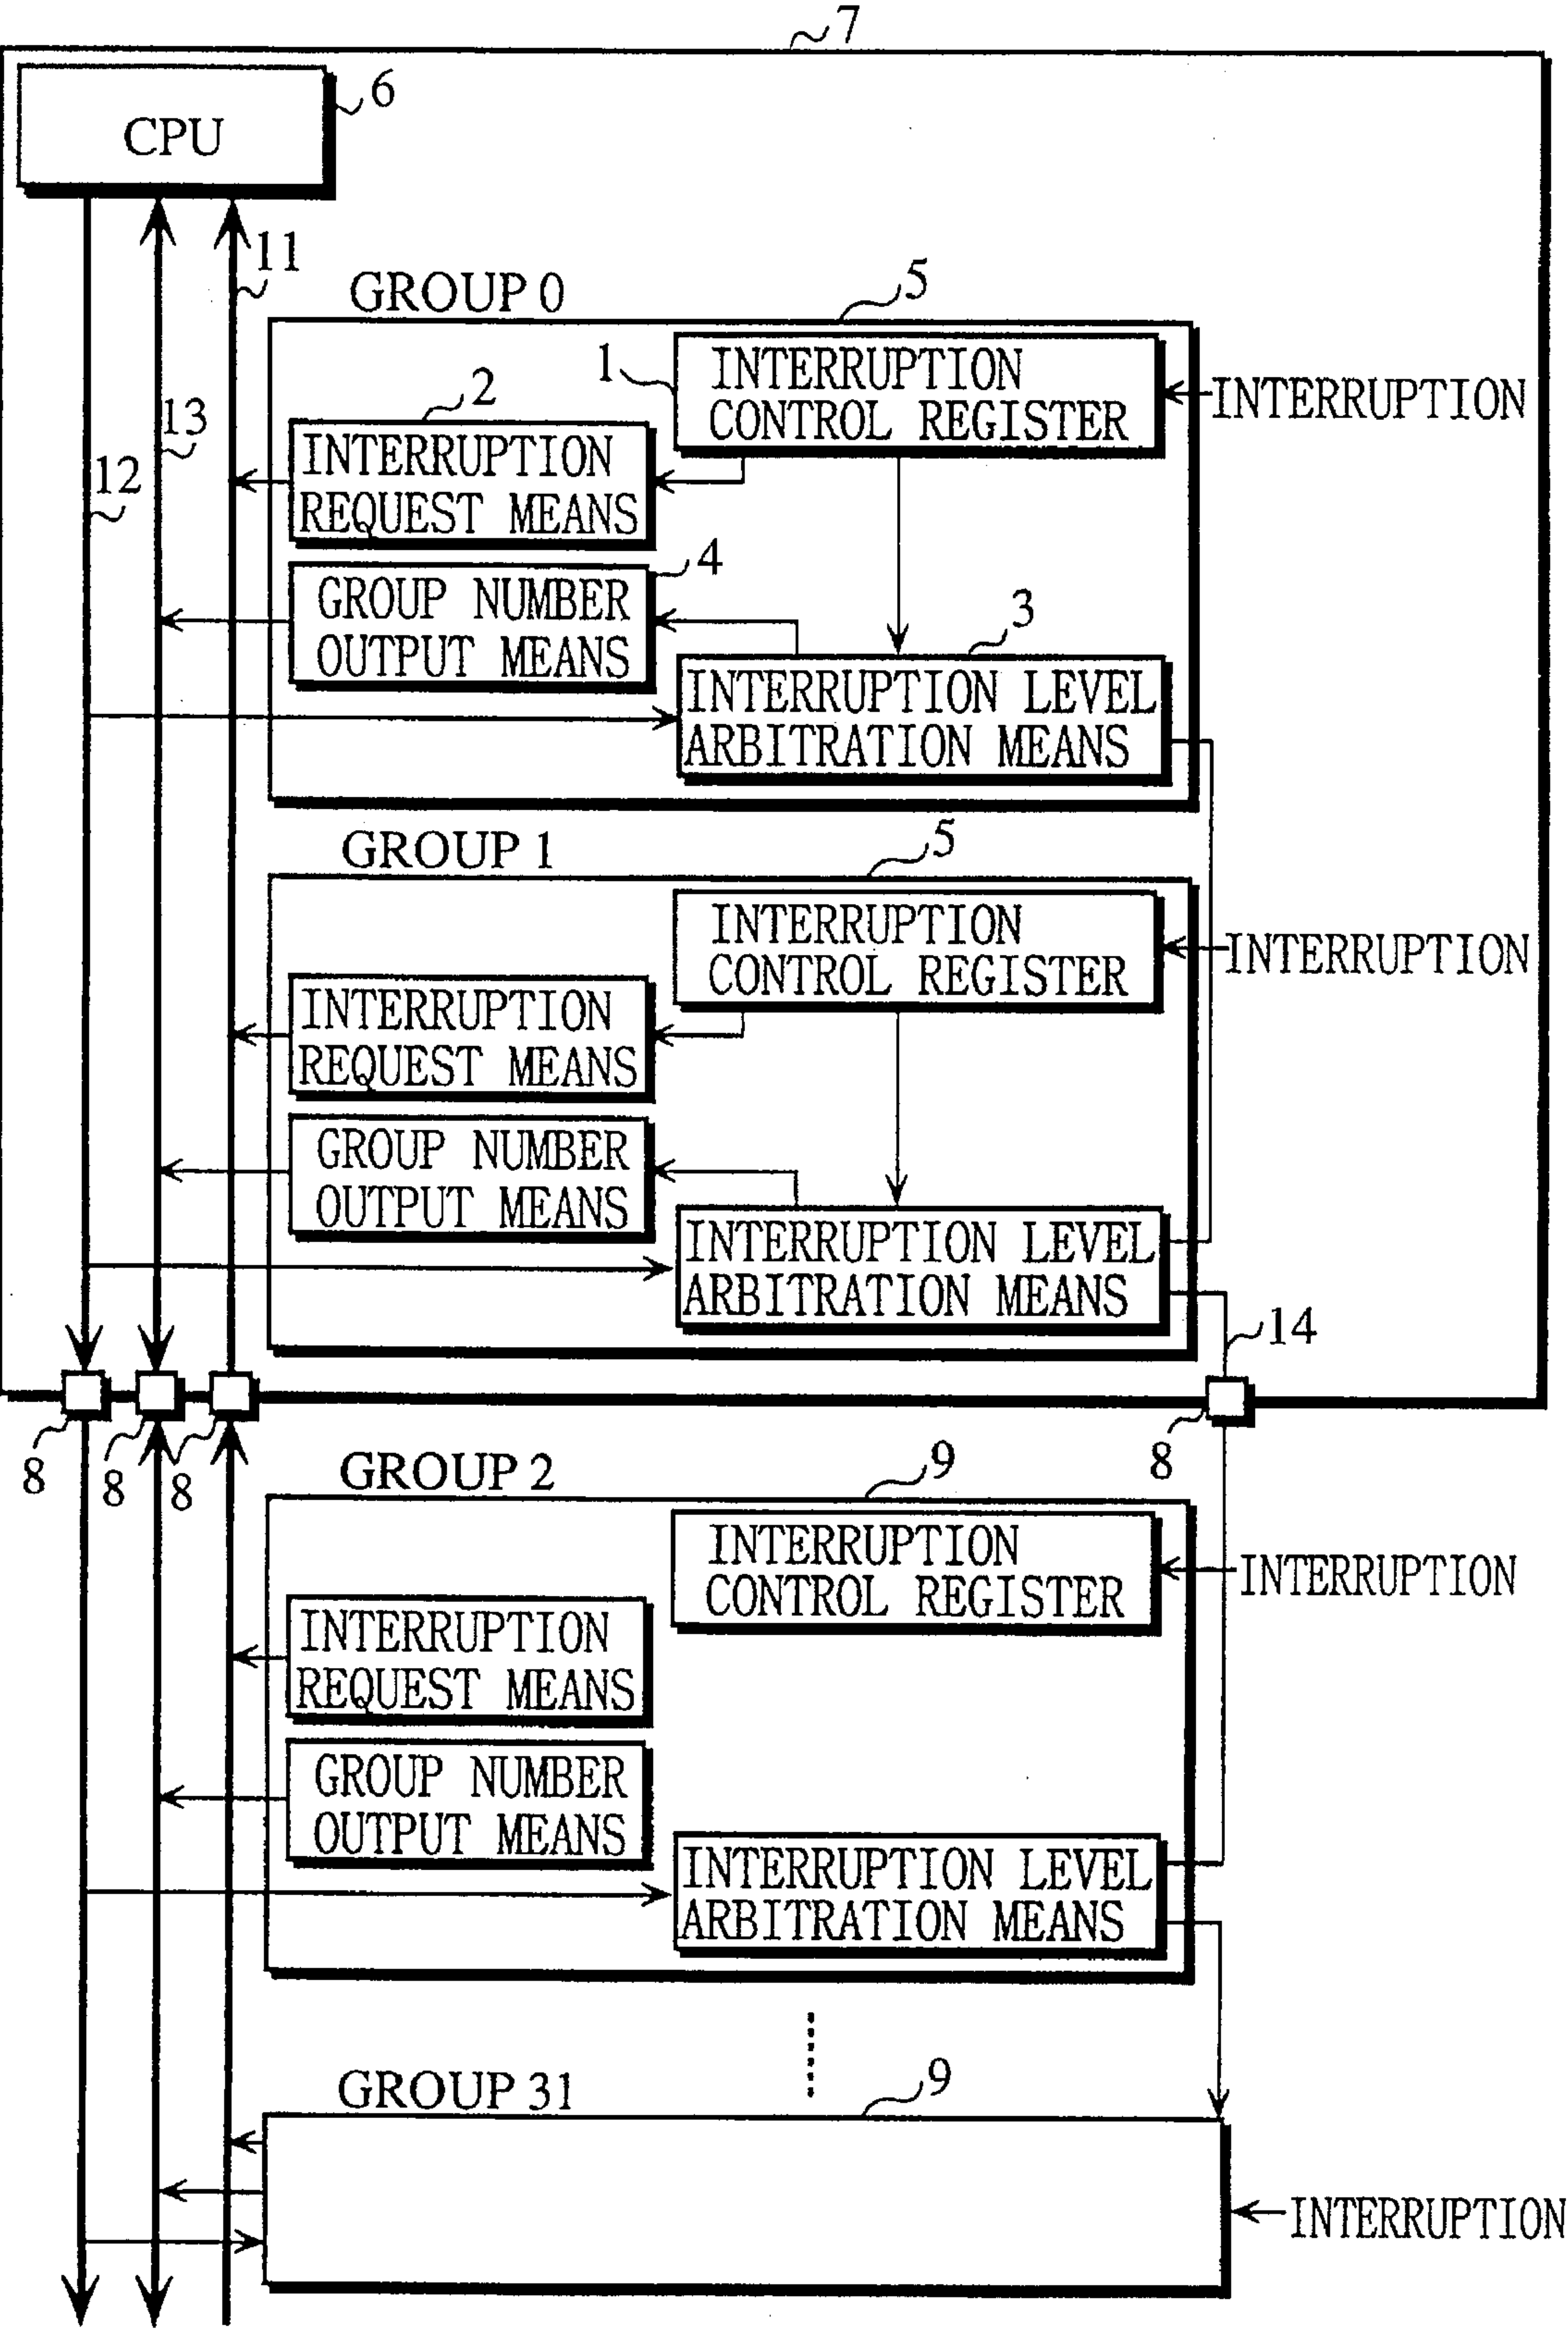 7
6
CPU
11
GROUP 0
5
1
INTERRUPTION
CONTROL REGISTER
INTERRUPTION
2
13
INTERRUPTION
REQUEST MEANS
12
4
GROUP NUMBER
OUTPUT MEANS
3
INTERRUPTION LEVEL
ARBITRATION MEANS
GROUP 1
5
INTERRUPTION
CONTROL REGISTER
INTERRUPTION
INTERRUPTION
REQUEST MEANS
GROUP NUMBER
OUTPUT MEANS
INTERRUPTION LEVEL
ARBITRATION MEANS
14
8
8
8
8
GROUP 2
9
INTERRUPTION
CONTROL REGISTER
INTERRUPTION
INTERRUPTION
REQUEST MEANS
GROUP NUMBER
OUTPUT MEANS
INTERRUPTION LEVEL
ARBITRATION MEANS
GROUP 31
9
INTERRUPTION